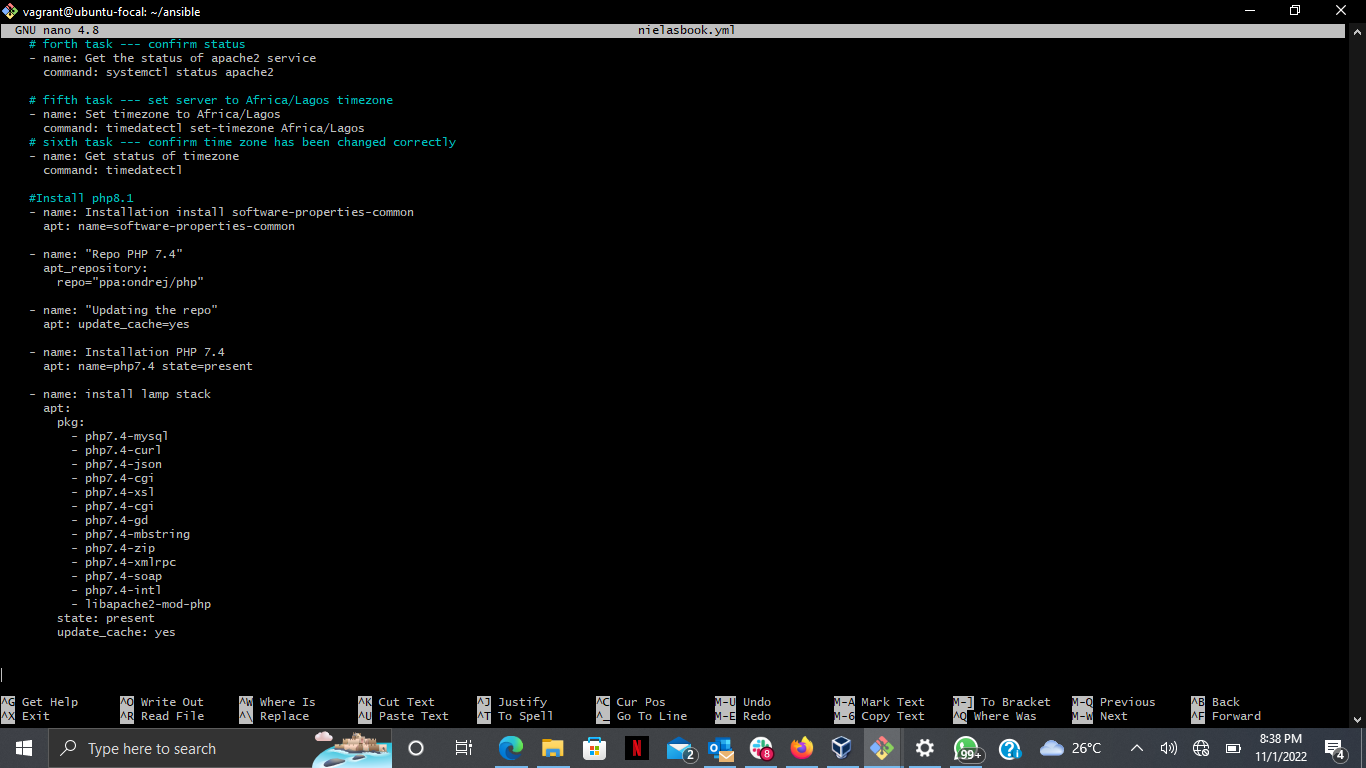 vagrant@ubuntu-focal: ~/ansible
GNU nano 4.8 nielasbook.yml
# forth task --- confirm status
- name: Get the status of apache2 service
command: systemctl status apache2
# fifth task --- set server to Africa/Lagos timezone
- name: Set timezone to Africa/Lagos
command: timedatectl set-timezone Africa/Lagos
# sixth task --- confirm time zone has been changed correctly
- name: Get status of timezone
command: timedatectl
#Install php8.1
- name: Installation install software-properties-common
apt: name=software-properties-common
- name: "Repo PHP 7.4"
apt_repository:
repo="ppa:ondrej/php"
- name: "Updating the repo"
apt: update_cache=yes
- name: Installation PHP 7.4
apt: name=php7.4 state=present
- name: install lamp stack
apt:
pkg:
- php7.4-mysql
- php7.4-curl
- php7.4-json
- php7.4-cgi
- php7.4-xsl
- php7.4-cgi
- php7.4-gd
- php7.4-mbstring
- php7.4-zip
- php7.4-xmlrpc
- php7.4-soap
- php7.4-intl
- libapache2-mod-php
state: present
update_cache: yes
^G Get Help ^O Write Out ^W Where Is ^K Cut Text ^J Justify ^C Cur Pos M-U Undo M-A Mark Text M-] To Bracket M-Q Previous ^B Back
^X Exit ^R Read File ^\ Replace ^U Paste Text ^T To Spell ^_ Go To Line M-E Redo M-6 Copy Text ^Q Where Was M-W Next ^F Forward
Type here to search N 2 8 99+ 26°C 8:38 PM 4
11/1/2022